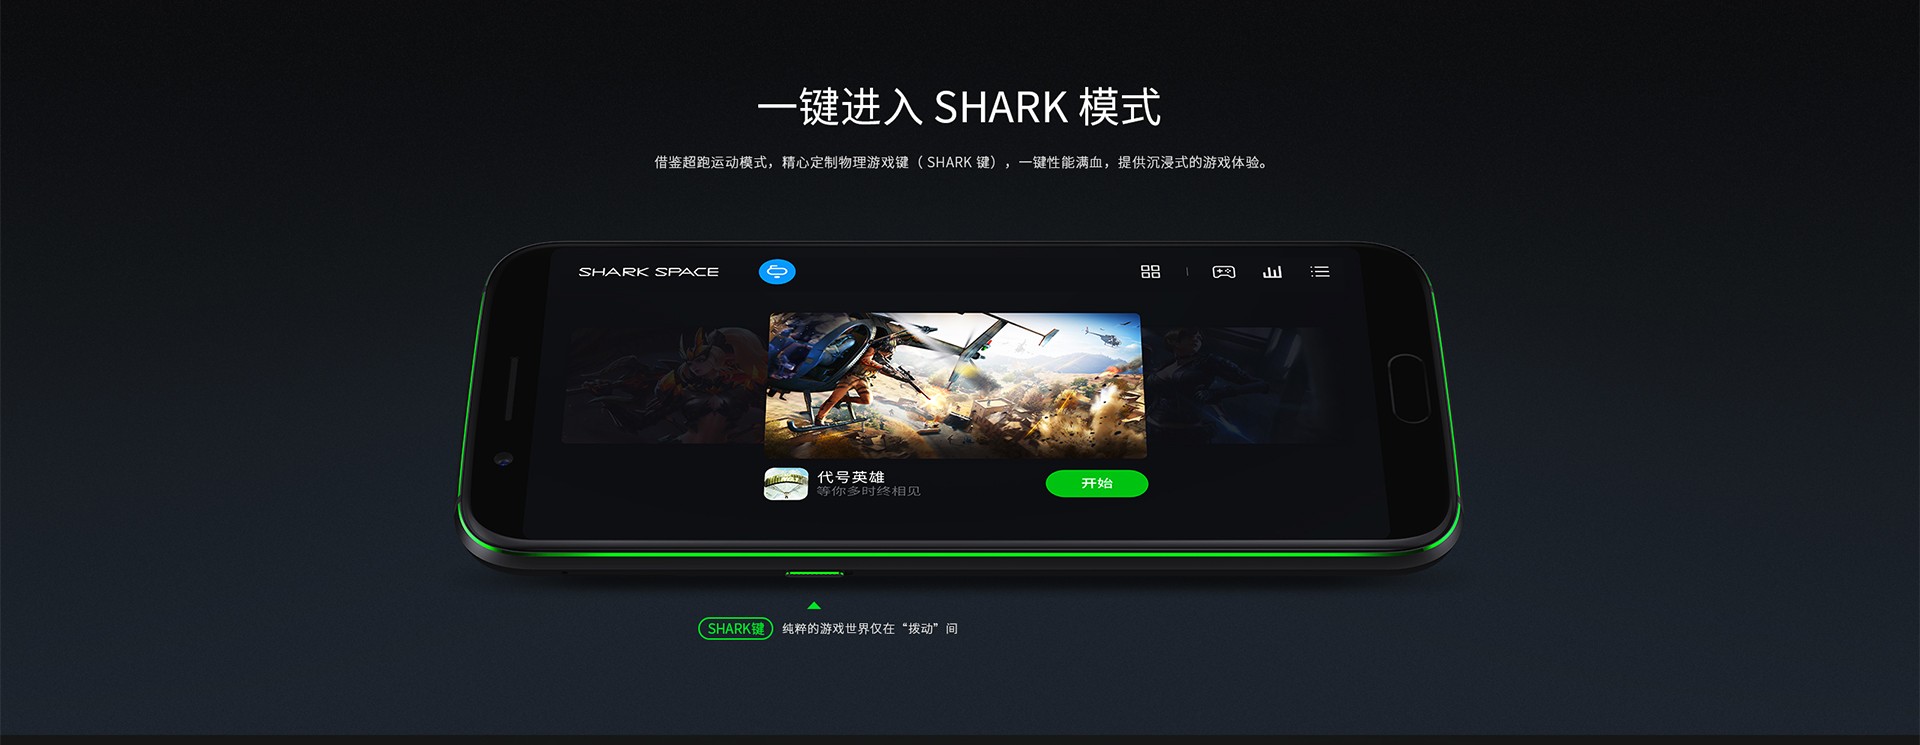 一键进入 SHARK 模式
借鉴超跑运动模式，精心定制物理游戏键（ SHARK 键），一键性能满血，提供沉浸式的游戏体验。
SHARK SPACE
代号英雄
等你多时终相见
开始
SHARK键 纯粹的游戏世界仅在“拨动”间